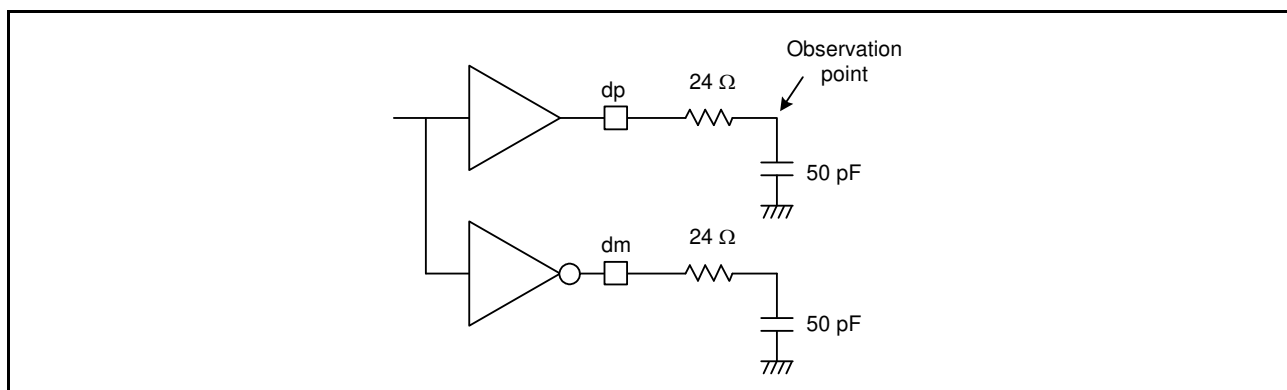 Observation
point
24 Ω
dp
50 pF
24 Ω
dm
50 pF